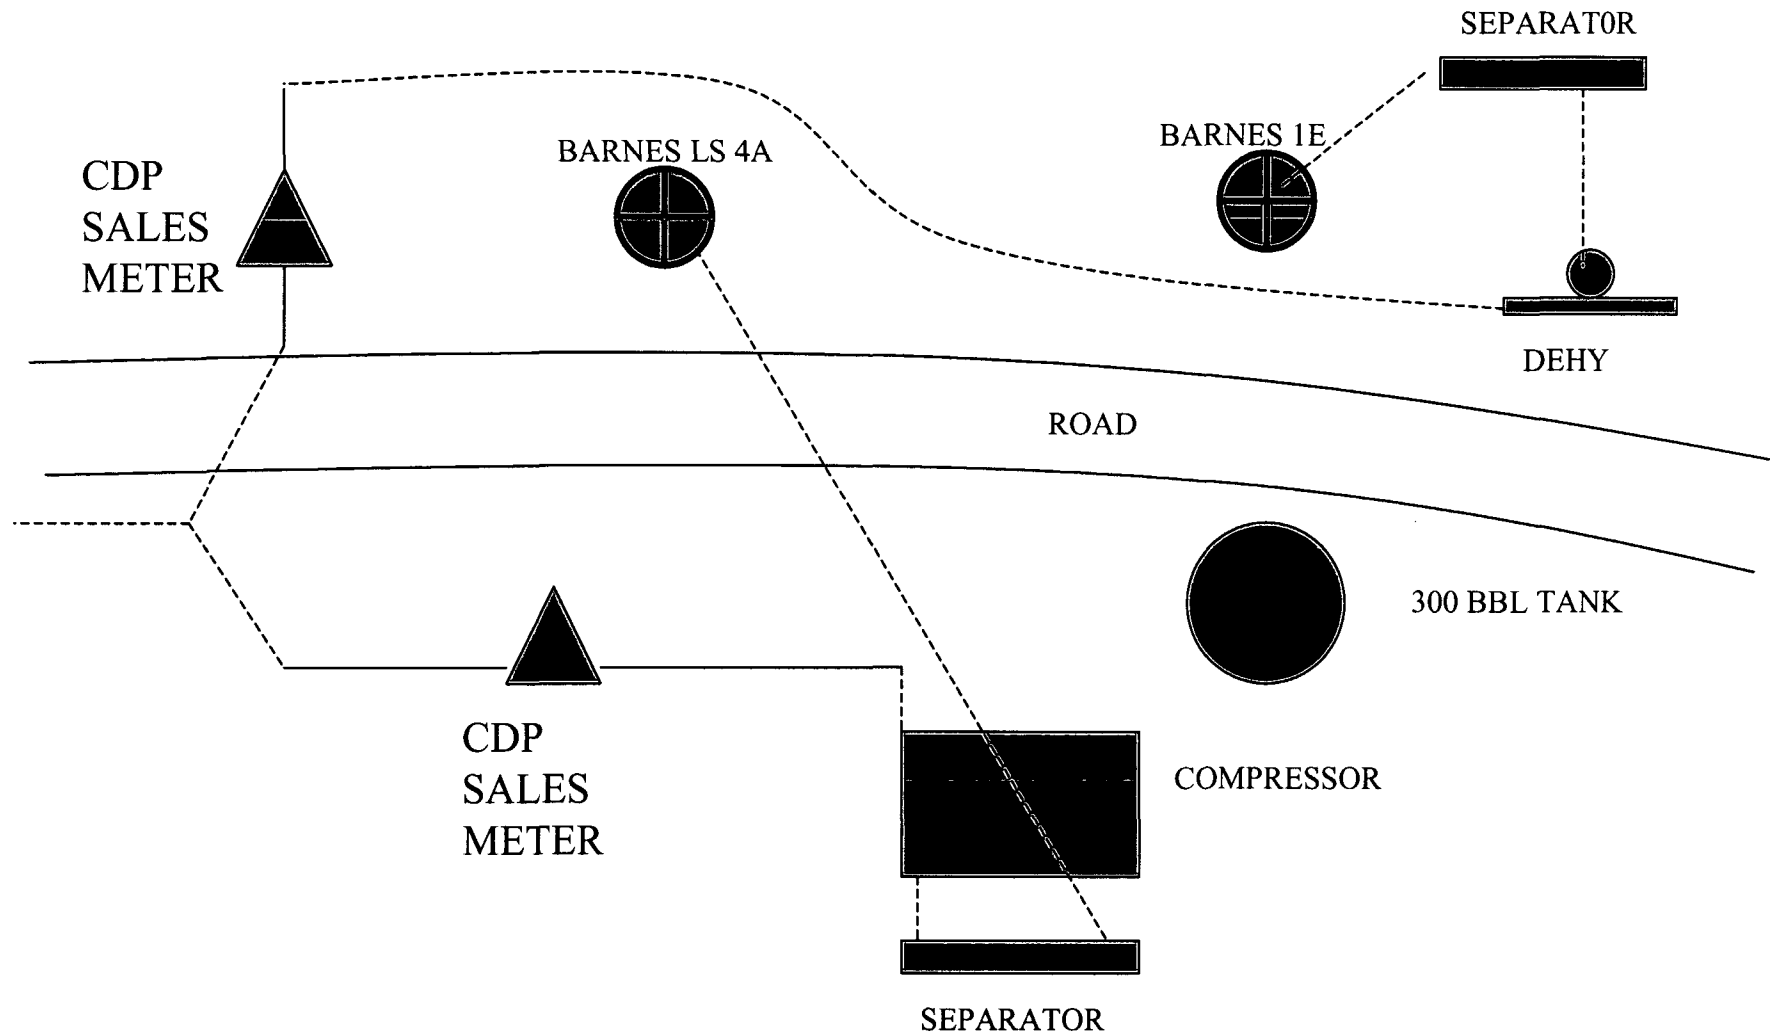 SEPARAT0R
BARNES 1E
BARNES LS 4A
CDP
SALES
METER
DEHY
ROAD
300 BBL TANK
CDP
SALES
METER
COMPRESSOR
SEPARATOR